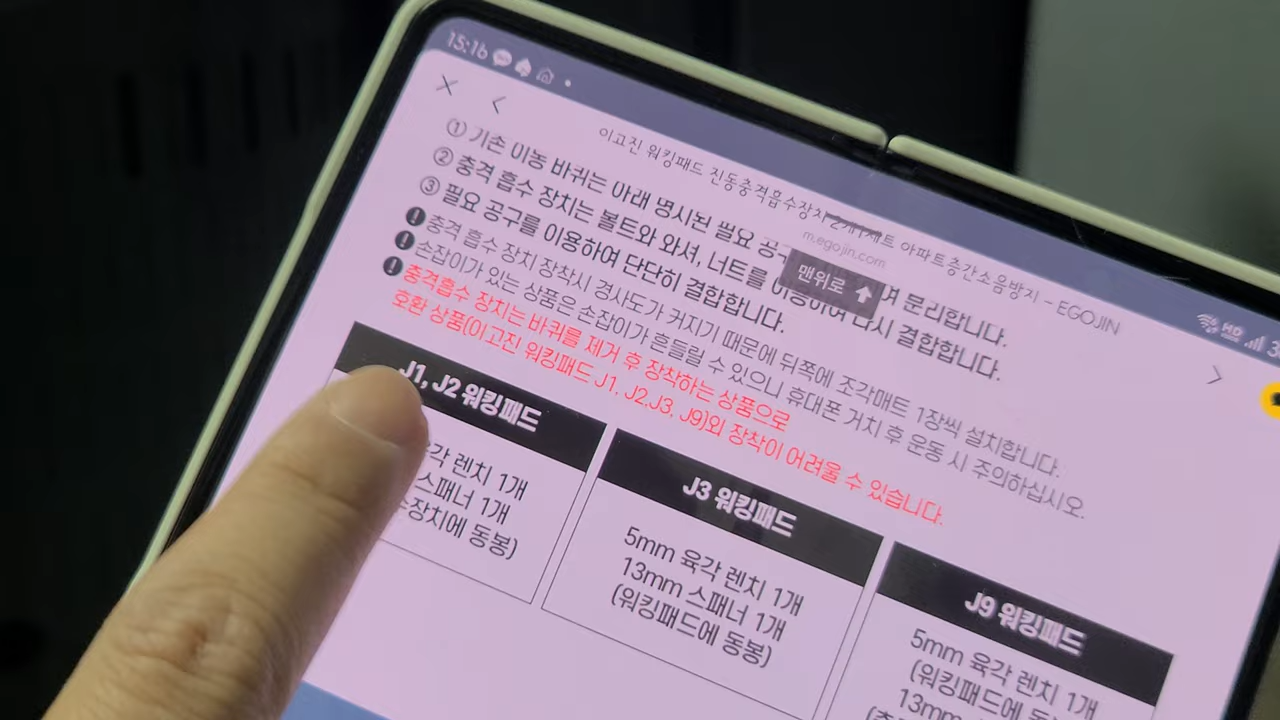 15:16
이고진 워킹패드 진동충격흡수장치 2개1세트 아파트층간소음방지 - EGOJIN
m.egojin.com
① 기존 이동 바퀴는 아래 명시된 필요 공 여 분리합니다.
② 충격 흡수 장치는 볼트와 와셔, 너트를 이용하여 다시 결합합니다.
③ 필요 공구를 이용하여 단단히 결합합니다.
맨위로
충격 흡수 장치 장착시 경사도가 커지기 때문에 뒤쪽에 조각매트 1장씩 설치합니다.
손잡이가 있는 상품은 손잡이가 흔들릴 수 있으니 휴대폰 거치 후 운동 시 주의하십시오.
충격흡수 장치는 바퀴를 제거 후 장착하는 상품으로
호환 상품(이고진 워킹패드 J1, J2,J3, J9)외 장착이 어려울 수 있습니다.
J1, J2 워킹패드
각 렌치 1개
스패너 1개
장치에 동봉)
J3 워킹패드
5mm 육각 렌치 1개
13mm 스패너 1개
(워킹패드에 동봉)
J9 워킹패드
5mm 육각 렌치 1개
(워킹패드에
13mm